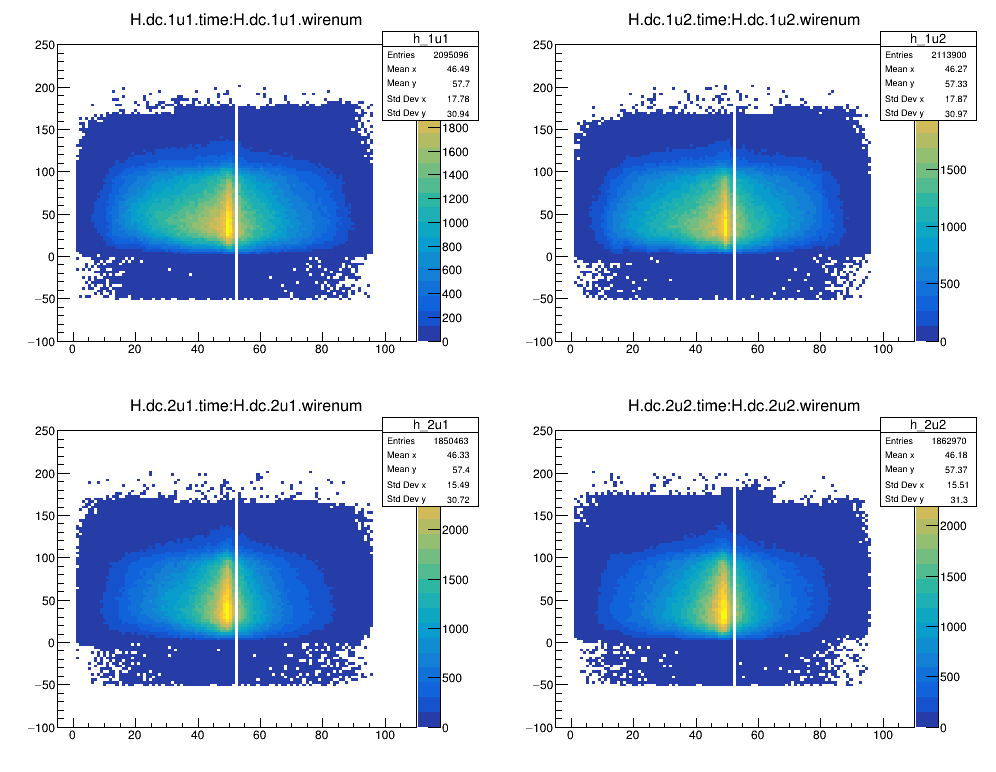 H.dc.1u1.time:H.dc.1u1.wirenum
h_1u1
Entries 2095096
Mean x 46.49
Mean y 57.7
Std Dev x 17.78
Std Dev y 30.94
250
200
150
100
50
0
−50
−100
0 20 40 60 80 100
1800
1600
1400
1200
1000
800
600
400
200
0
H.dc.1u2.time:H.dc.1u2.wirenum
h_1u2
Entries 2113900
Mean x 46.27
Mean y 57.33
Std Dev x 17.87
Std Dev y 30.97
250
200
150
100
50
0
−50
−100
0 20 40 60 80 100
1500
1000
500
0
H.dc.2u1.time:H.dc.2u1.wirenum
h_2u1
Entries 1850463
Mean x 46.33
Mean y 57.4
Std Dev x 15.49
Std Dev y 30.72
250
200
150
100
50
0
−50
−100
0 20 40 60 80 100
2000
1500
1000
500
0
H.dc.2u2.time:H.dc.2u2.wirenum
h_2u2
Entries 1862970
Mean x 46.18
Mean y 57.37
Std Dev x 15.51
Std Dev y 31.3
250
200
150
100
50
0
−50
−100
0 20 40 60 80 100
2000
1500
1000
500
0